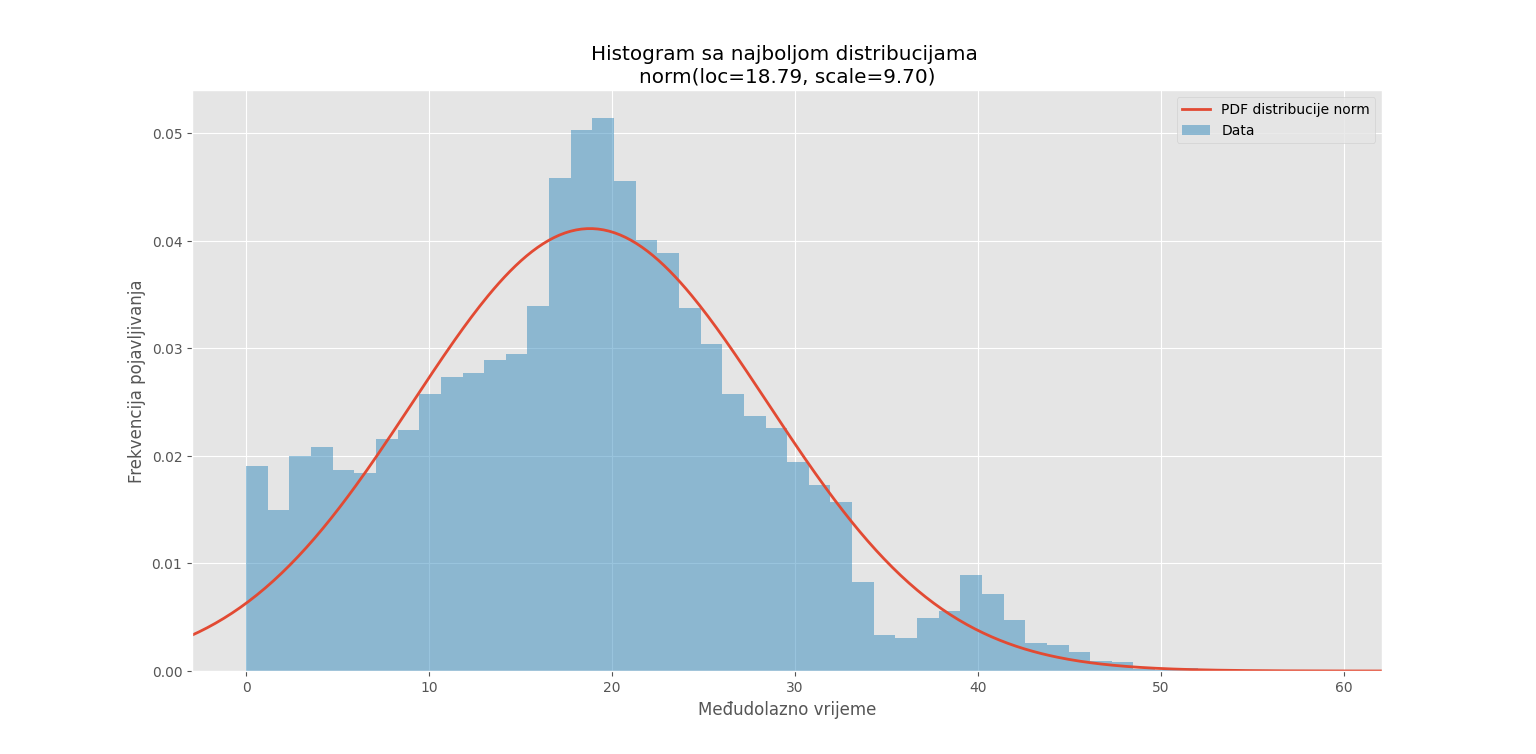 Histogram sa najboljom distribucijama
norm(loc=18.79, scale=9.70)
PDF distribucije norm
Data
Frekvencija pojavljivanja
0.05
0.04
0.03
0.02
0.01
0.00
0 10 20 30 40 50 60
Međudolazno vrijeme